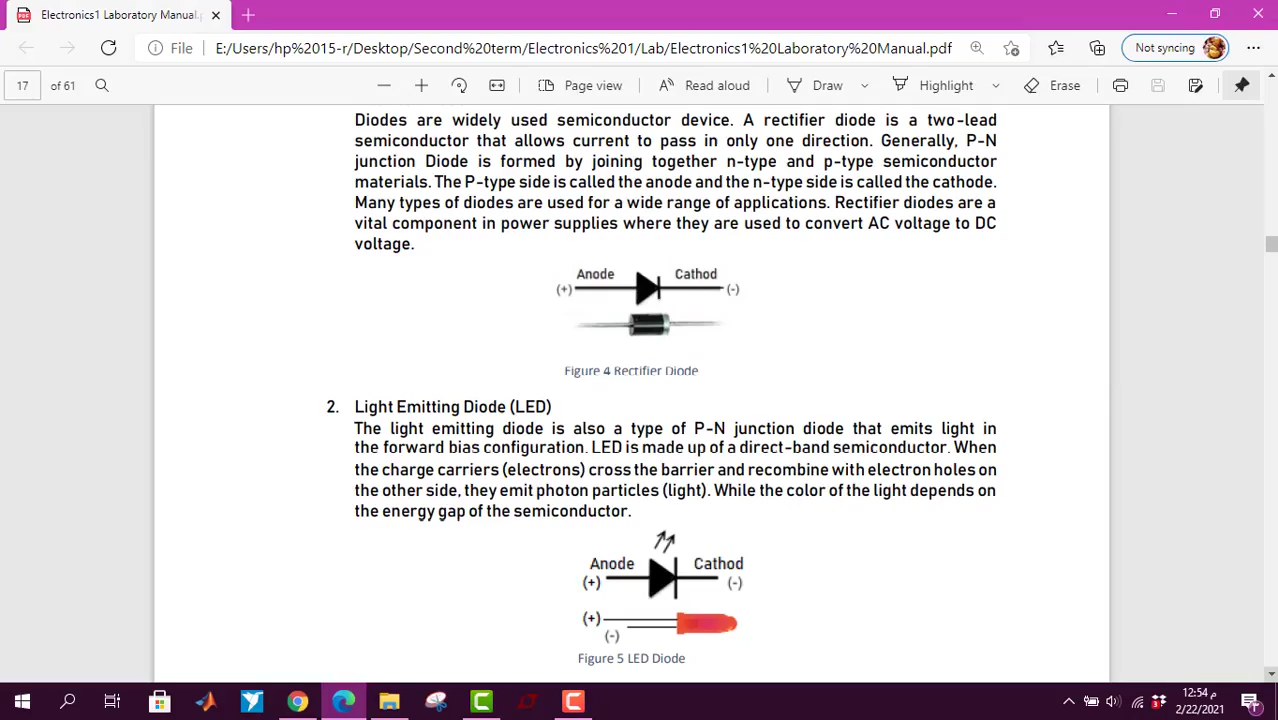 Electronics1 Laboratory Manual.p
File
E:/Users/hp%2015-r/Desktop/Second%20term/Electronics%201/Lab/Electronics1%20Laboratory%20Manual.pdf
Not syncing
17 of 61
Page view
Read aloud
Draw
Highlight
Erase
Diodes are widely used semiconductor device. A rectifier diode is a two-lead
semiconductor that allows current to pass in only one direction. Generally, P-N
junction Diode is formed by joining together n-type and p-type semiconductor
materials. The P-type side is called the anode and the n-type side is called the cathode.
Many types of diodes are used for a wide range of applications. Rectifier diodes are a
vital component in power supplies where they are used to convert AC voltage to DC
voltage.
Anode Cathod
(+) (-)
Figure 4 Rectifier Diode
2. Light Emitting Diode (LED)
The light emitting diode is also a type of P-N junction diode that emits light in
the forward bias configuration. LED is made up of a direct-band semiconductor. When
the charge carriers (electrons) cross the barrier and recombine with electron holes on
the other side, they emit photon particles (light). While the color of the light depends on
the energy gap of the semiconductor.
Anode Cathod
(+) (-)
(+)
(-)
Figure 5 LED Diode
12:54 م
2/22/2021